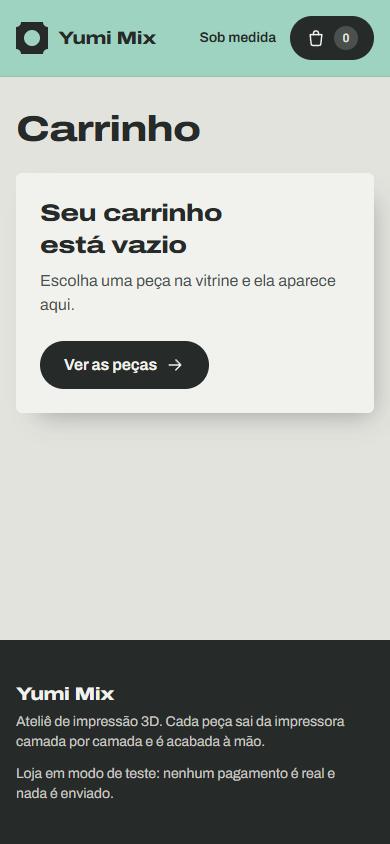 Yumi Mix
Sob medida
0
Carrinho
Seu carrinho
está vazio
Escolha uma peça na vitrine e ela aparece
aqui.
Ver as peças
Yumi Mix
Ateliê de impressão 3D. Cada peça sai da impressora
camada por camada e é acabada à mão.
Loja em modo de teste: nenhum pagamento é real e
nada é enviado.